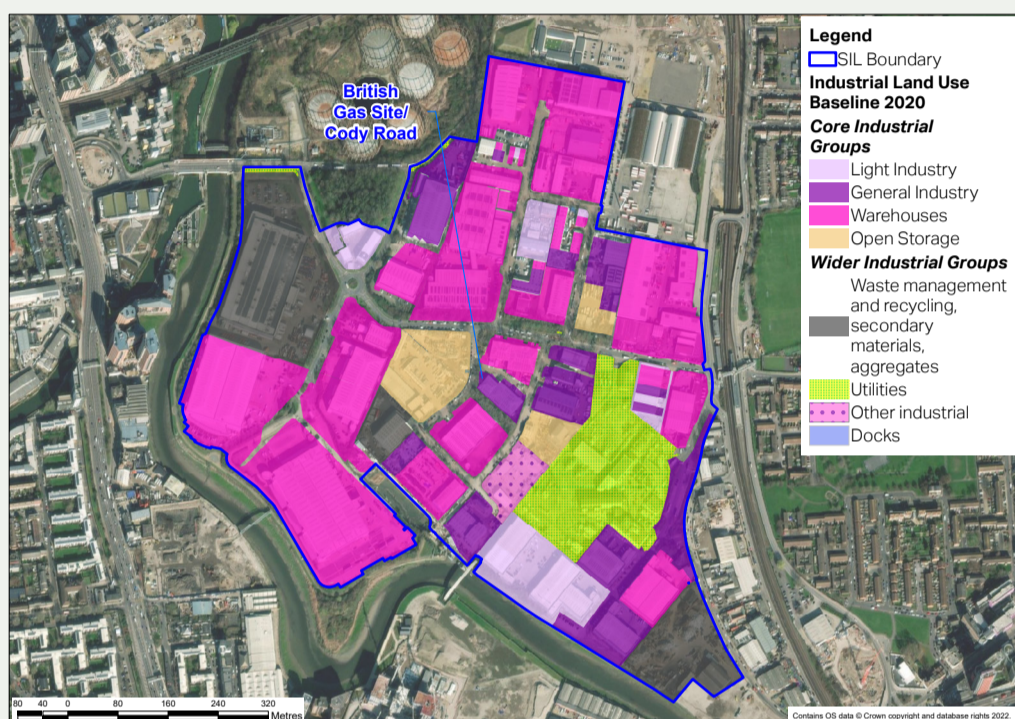 British
Gas Site/
Cody Road
Legend
SIL Boundary
Industrial Land Use
Baseline 2020
Core Industrial
Groups
Light Industry
General Industry
Warehouses
Open Storage
Wider Industrial Groups
Waste management
and recycling,
secondary
materials,
aggregates
Utilities
Other industrial
Docks
80 40 0 80 160 240 320
Metres
Contains OS data © Crown copyright and database rights 2022.